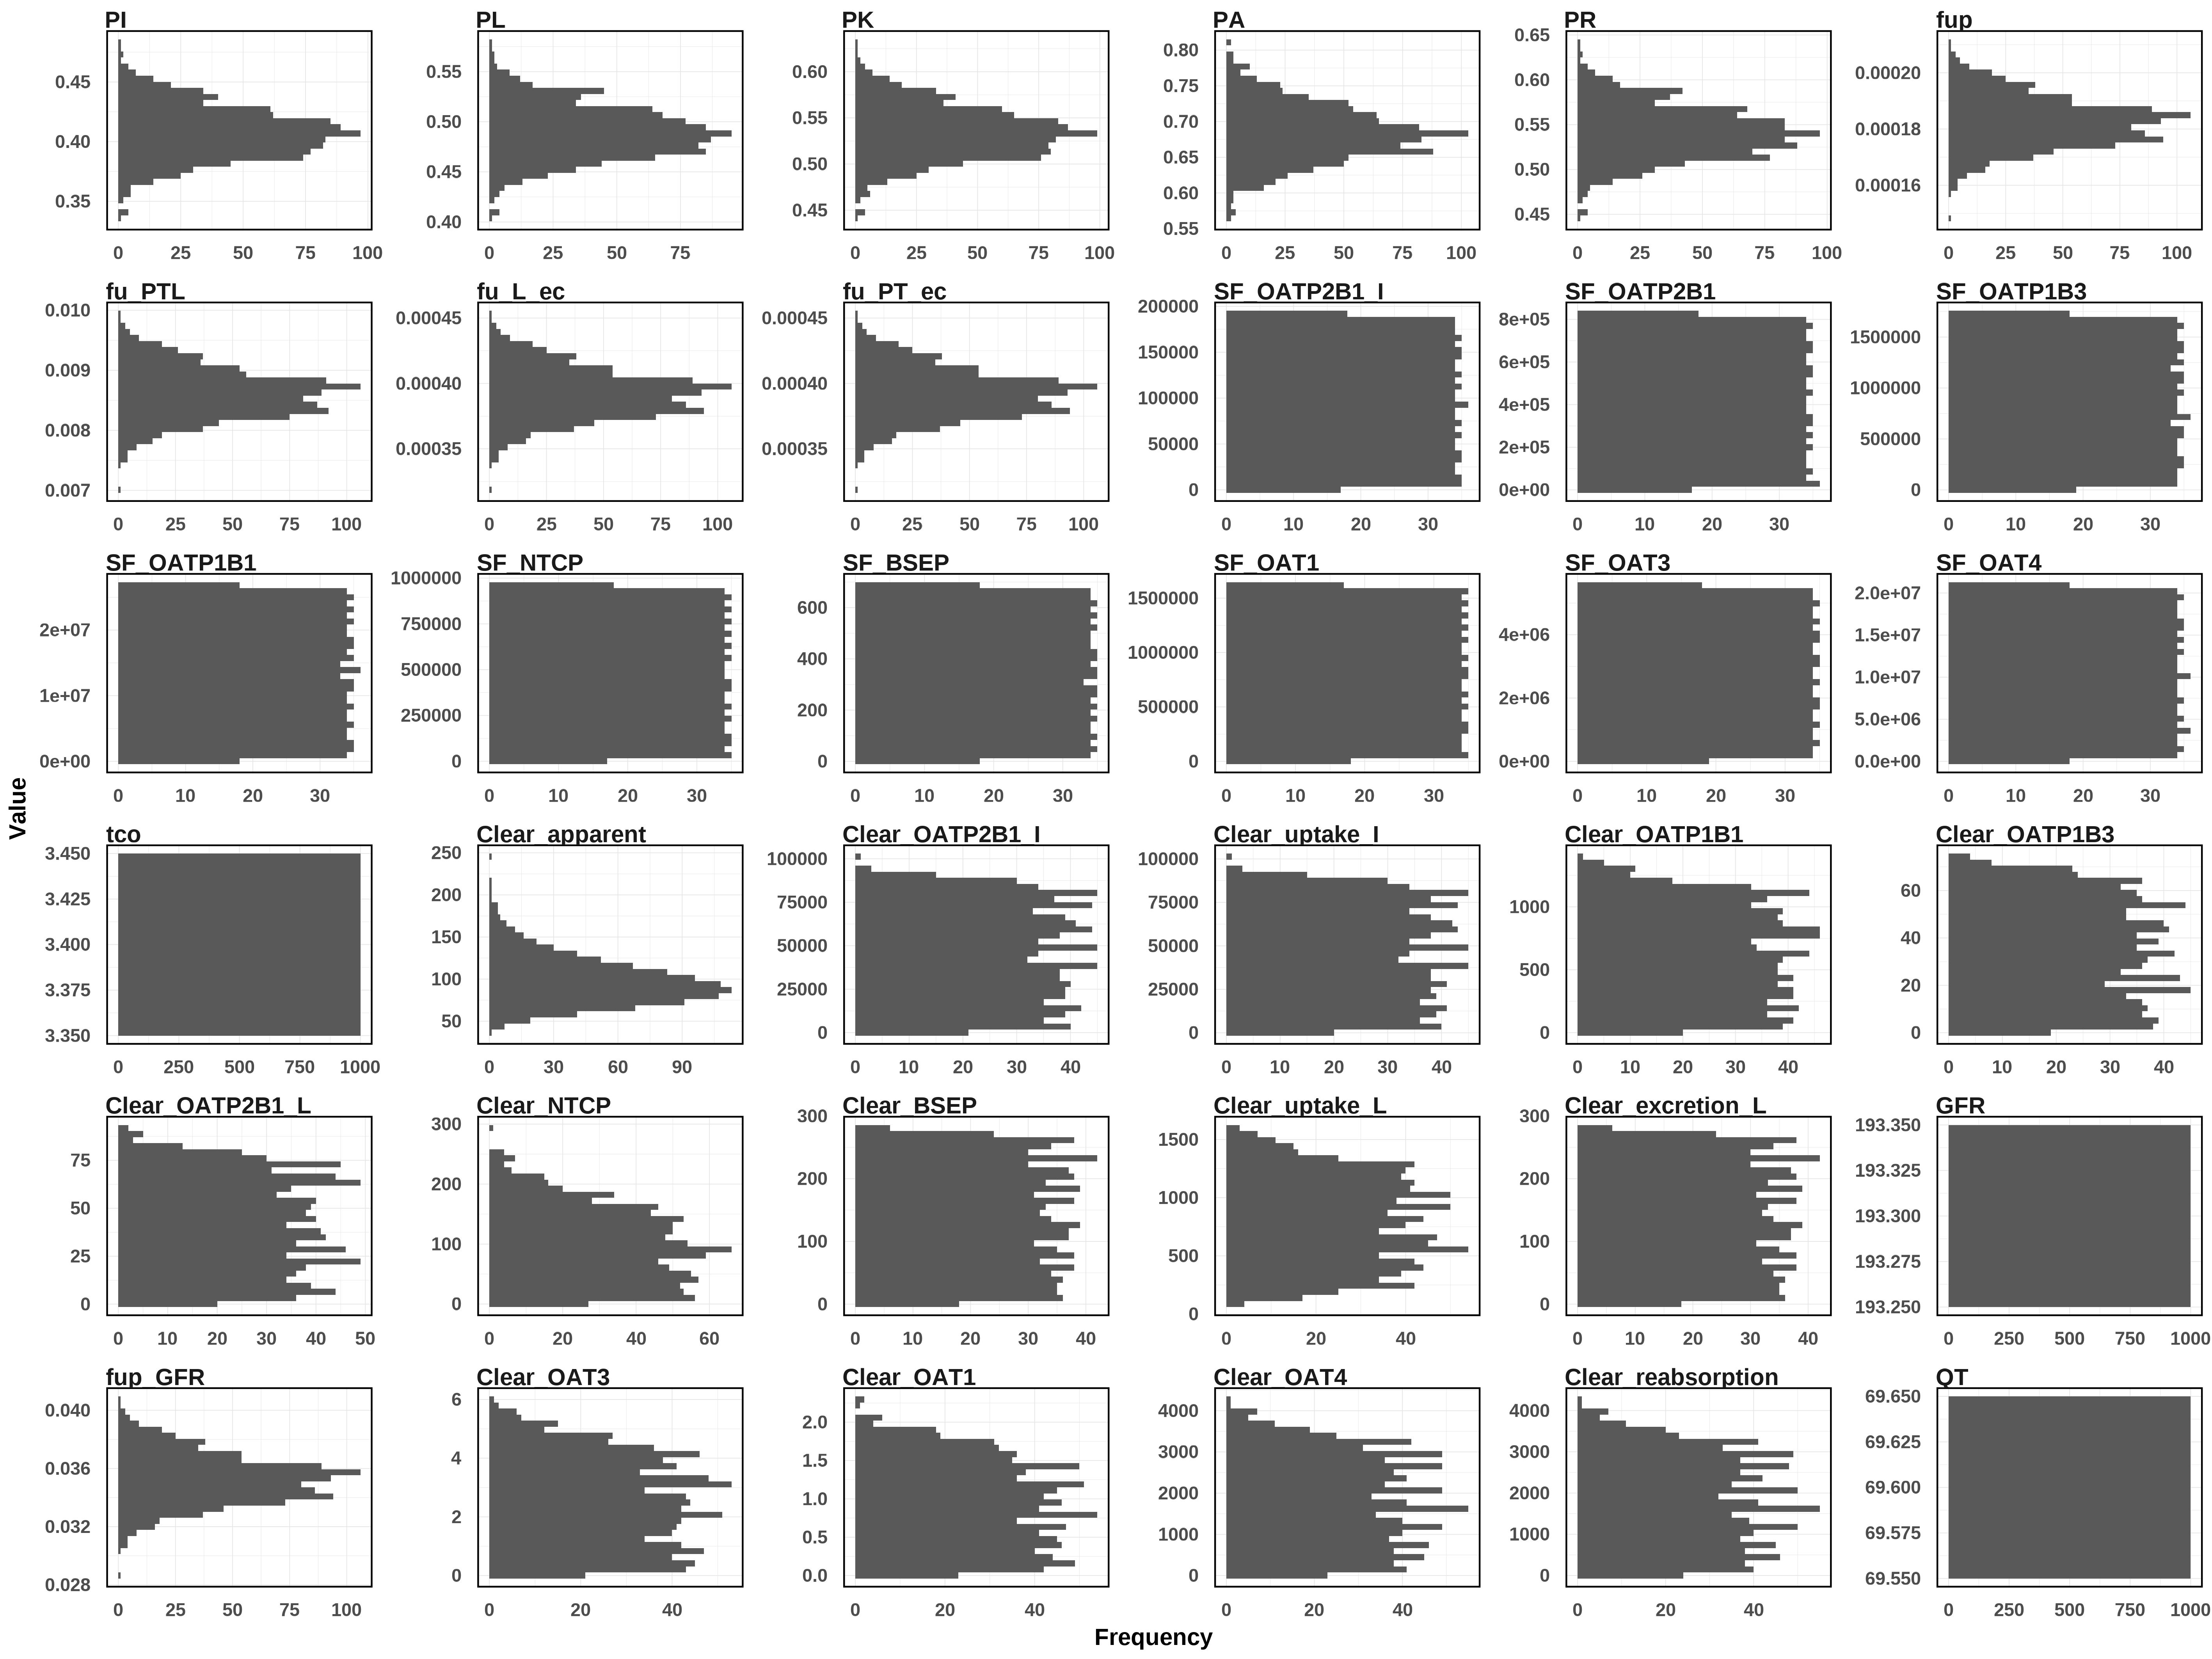 PI PL PK PA PR fup
0.45 0.40 0.35
0.55 0.50 0.45 0.40
0.60 0.55 0.50 0.45
0.80 0.75 0.70 0.65 0.60 0.55
0.65 0.60 0.55 0.50 0.45
0.00020 0.00018 0.00016
0 25 50 75 100
0 25 50 75
0 25 50 75 100
0 25 50 75 100
0 25 50 75 100
0 25 50 75 100
fu_PTL fu_L_ec fu_PT_ec SF_OATP2B1_I SF_OATP2B1 SF_OATP1B3
0.010 0.009 0.008 0.007
0.00045 0.00040 0.00035
0.00045 0.00040 0.00035
200000 150000 100000 50000 0
8e+05 6e+05 4e+05 2e+05 0e+00
1500000 1000000 500000 0
0 25 50 75 100
0 25 50 75 100
0 25 50 75 100
0 10 20 30
0 10 20 30
0 10 20 30
SF_OATP1B1 SF_NTCP SF_BSEP SF_OAT1 SF_OAT3 SF_OAT4
2e+07 1e+07 0e+00
1000000 750000 500000 250000 0
600 400 200 0
1500000 1000000 500000 0
4e+06 2e+06 0e+00
2.0e+07 1.5e+07 1.0e+07 5.0e+06 0.0e+00
0 10 20 30
0 10 20 30
0 10 20 30
0 10 20 30
0 10 20 30
0 10 20 30
Value
tco Clear_apparent Clear_OATP2B1_I Clear_uptake_I Clear_OATP1B1 Clear_OATP1B3
3.450 3.425 3.400 3.375 3.350
250 200 150 100 50
100000 75000 50000 25000 0
100000 75000 50000 25000 0
1000 500 0
60 40 20 0
0 250 500 750 1000
0 30 60 90
0 10 20 30 40
0 10 20 30 40
0 10 20 30 40
0 10 20 30 40
Clear_OATP2B1_L Clear_NTCP Clear_BSEP Clear_uptake_L Clear_excretion_L GFR
75 50 25 0
300 200 100 0
300 200 100 0
1500 1000 500 0
300 200 100 0
193.350 193.325 193.300 193.275 193.250
0 10 20 30 40 50
0 20 40 60
0 10 20 30 40
0 20 40
0 10 20 30 40
0 250 500 750 1000
fup_GFR Clear_OAT3 Clear_OAT1 Clear_OAT4 Clear_reabsorption QT
0.040 0.036 0.032 0.028
6 4 2 0
2.0 1.5 1.0 0.5 0.0
4000 3000 2000 1000 0
4000 3000 2000 1000 0
69.650 69.625 69.600 69.575 69.550
0 25 50 75 100
0 20 40
0 20 40
0 20 40
0 20 40
0 250 500 750 1000
Frequency